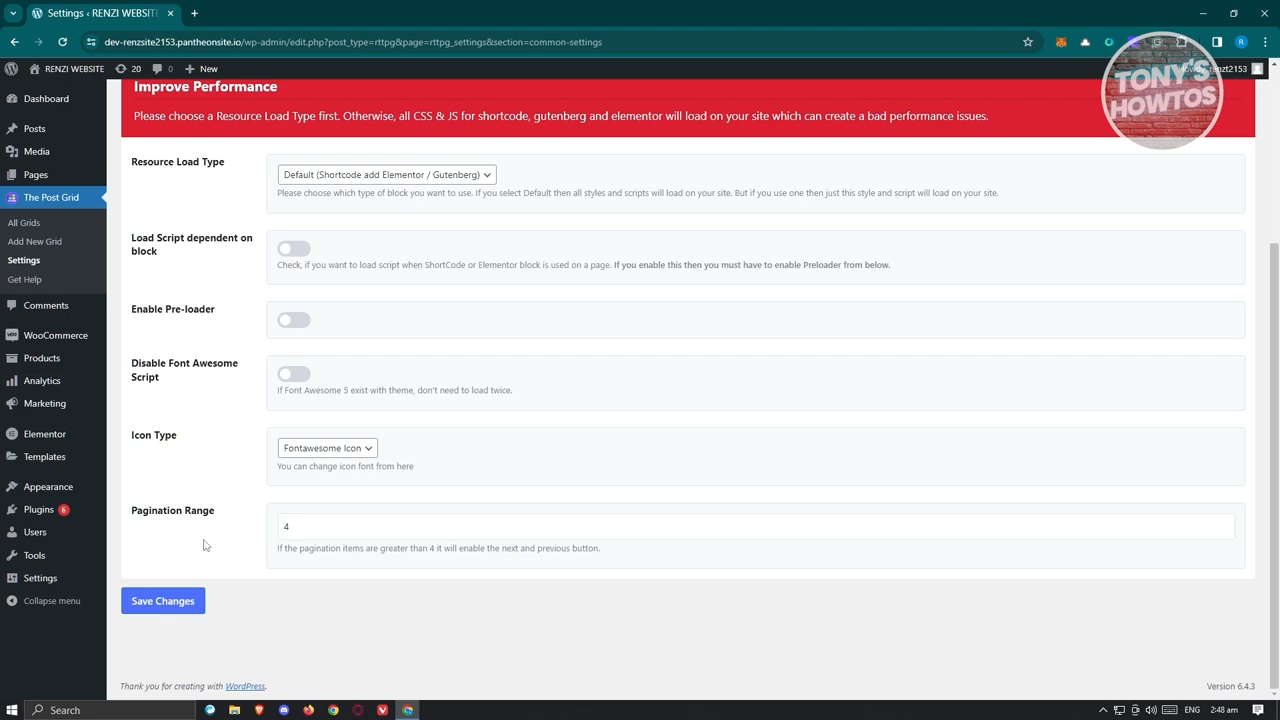 Settings ‹ RENZI WEBSITE
dev-renzsite2153.pantheonsite.io/wp-admin/edit.php?post_type=rttpg&page=rttpg_settings&section=common-settings
RENZI WEBSITE
20
0
New
Howdy, renzt2153
TONY'S
HOWTOS
Dashboard
Posts
Media
Pages
The Post Grid
All Grids
Add New Grid
Settings
Get Help
Comments
WooCommerce
Products
Analytics
Marketing
Elementor
Templates
Appearance
Plugins 6
Users
Tools
Settings
Collapse menu
Improve Performance
Please choose a Resource Load Type first. Otherwise, all CSS & JS for shortcode, gutenberg and elementor will load on your site which can create a bad performance issues.
Resource Load Type
Default (Shortcode add Elementor / Gutenberg)
Please choose which type of block you want to use. If you select Default then all styles and scripts will load on your site. But if you use one then just this style and script will load on your site.
Load Script dependent on
block
Check, if you want to load script when ShortCode or Elementor block is used on a page. If you enable this then you must have to enable Preloader from below.
Enable Pre-loader
Disable Font Awesome
Script
If Font Awesome 5 exist with theme, don't need to load twice.
Icon Type
Fontawesome Icon
You can change icon font from here
Pagination Range
4
If the pagination items are greater than 4 it will enable the next and previous button.
Save Changes
Thank you for creating with WordPress.
Version 6.4.3
Search
ENG
2:48 am